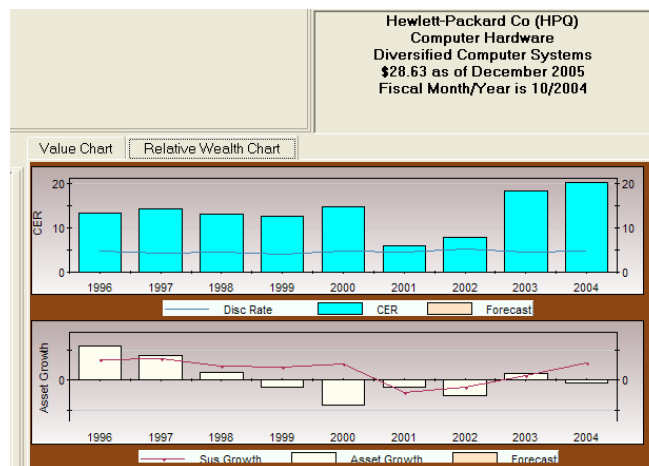 Hewlett-Packard Co (HPQ)
Computer Hardware
Diversified Computer Systems
$28.63 as of December 2005
Fiscal Month/Year is 10/2004
Value Chart Relative Wealth Chart
20 20
CER
10 10
0 0
1996 1997 1998 1999 2000 2001 2002 2003 2004
Disc Rate CER Forecast
Asset Growth
0 0
1996 1997 1998 1999 2000 2001 2002 2003 2004
Sus Growth Asset Growth Forecast